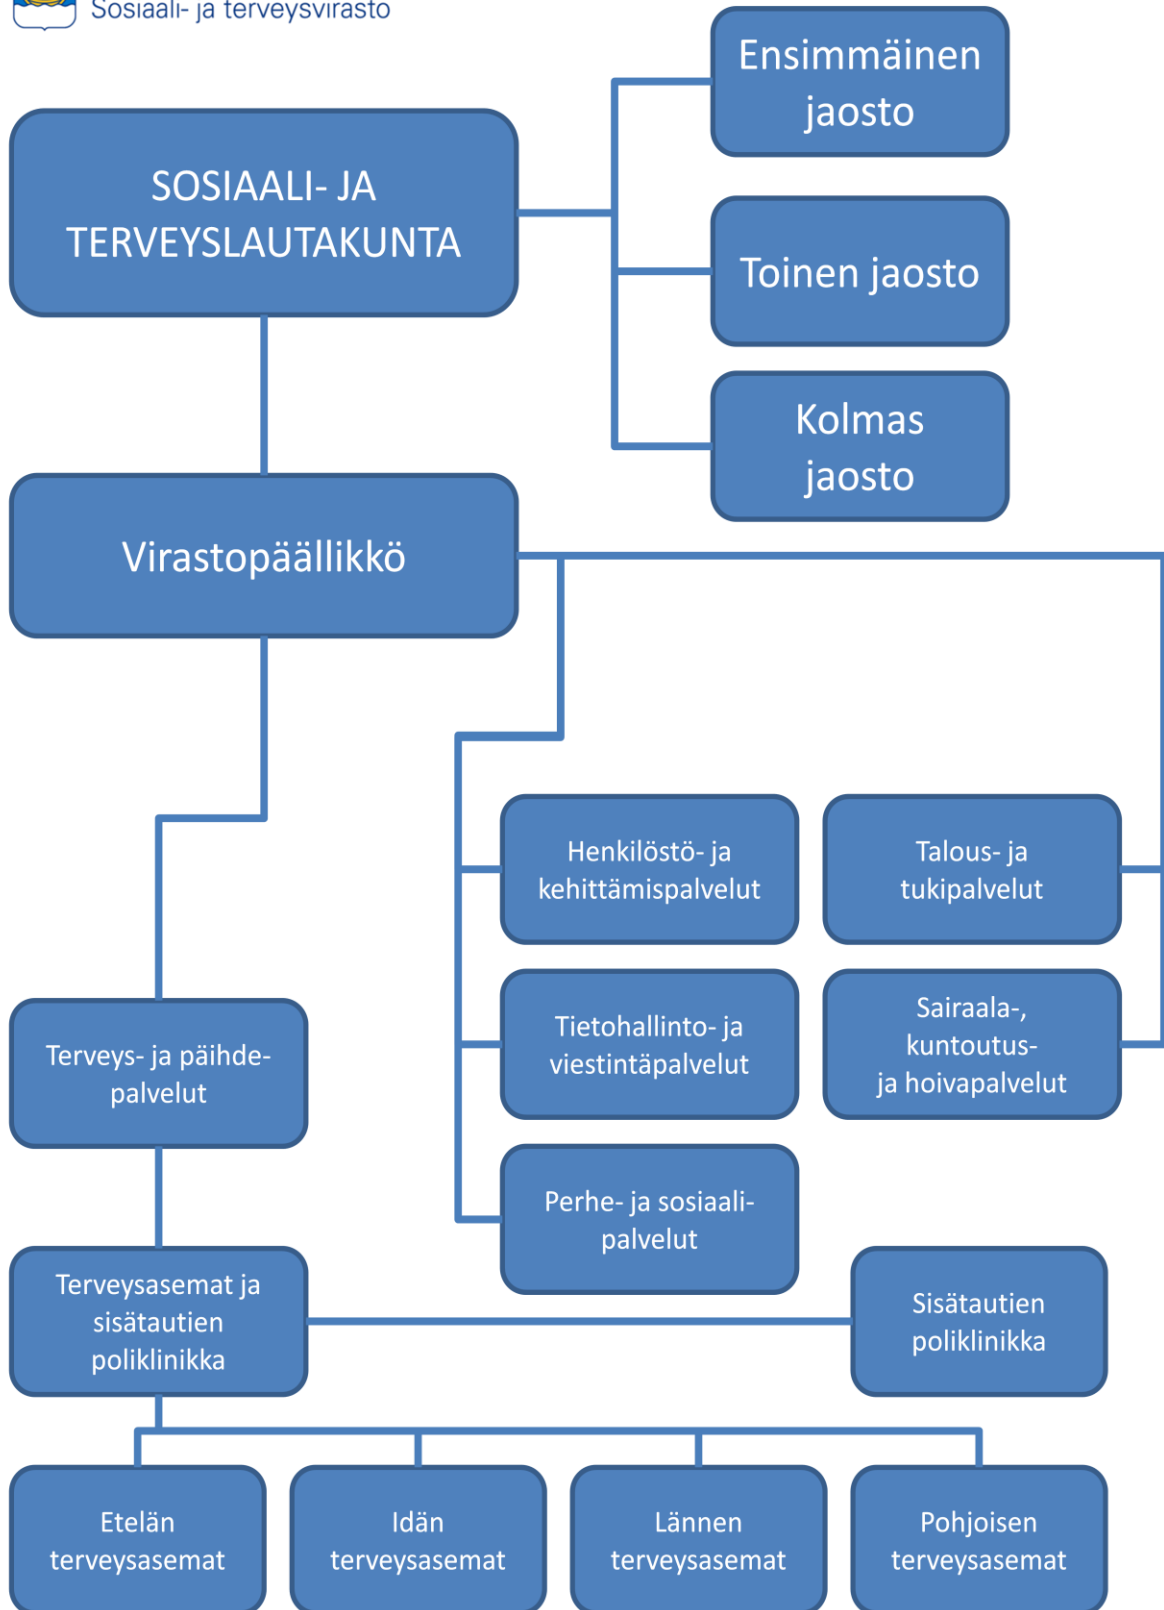 Sosiaali- ja terveysvirasto
Ensimmäinen
jaosto
SOSIAALI- JA
TERVEYSLAUTAKUNTA
Toinen jaosto
Kolmas
jaosto
Virastopäällikkö
Henkilöstö- ja
kehittämispalvelut
Talous- ja
tukipalvelut
Terveys- ja päihde-
palvelut
Tietohallinto- ja
viestintäpalvelut
Sairaala-,
kuntoutus-
ja hoivapalvelut
Perhe- ja sosiaali-
palvelut
Terveysasemat ja
sisätautien
poliklinikka
Sisätautien
poliklinikka
Etelän
terveysasemat
Idän
terveysasemat
Lännen
terveysasemat
Pohjoisen
terveysasemat